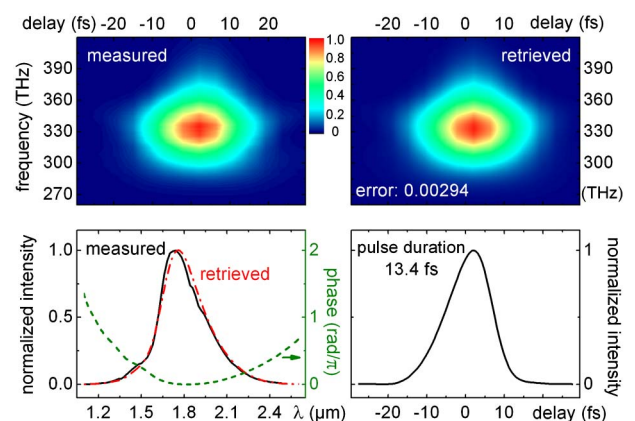 delay (fs) -20 -10 0 10 20
-20 -10 0 10 20 delay (fs)
measured
retrieved
frequency (THz)
390
360
330
300
270
1.0
0.8
0.6
0.4
0.2
0
390
360
330
300
(THz)
error: 0.00294
normalized intensity
1.0
0.5
0.0
measured
retrieved
2
1
0
phase (rad/π)
1.2 1.5 1.8 2.1 2.4 λ (μm)
pulse duration
13.4 fs
1
0
normalized intensity
-20 -10 0 10 delay (fs)